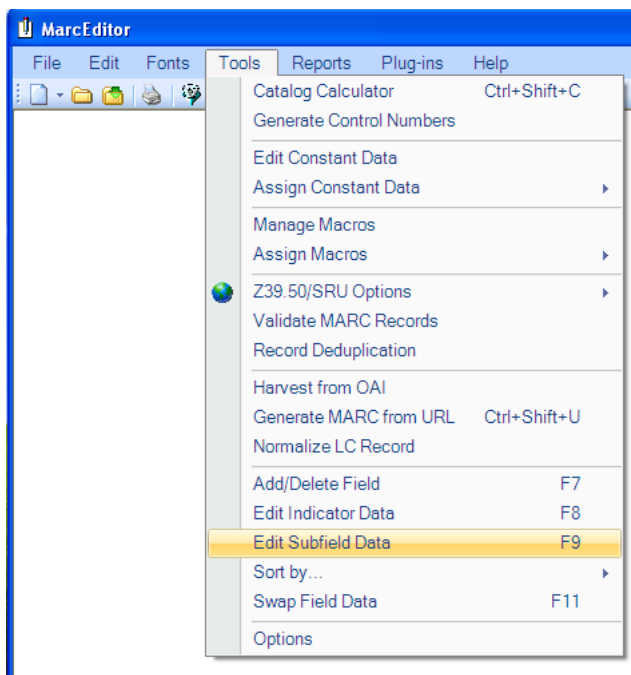 MarcEditor
File Edit Fonts Tools Reports Plug-ins Help
Catalog Calculator Ctrl+Shift+C
Generate Control Numbers
Edit Constant Data
Assign Constant Data
Manage Macros
Assign Macros
Z39.50/SRU Options
Validate MARC Records
Record Deduplication
Harvest from OAI
Generate MARC from URL Ctrl+Shift+U
Normalize LC Record
Add/Delete Field F7
Edit Indicator Data F8
Edit Subfield Data F9
Sort by...
Swap Field Data F11
Options